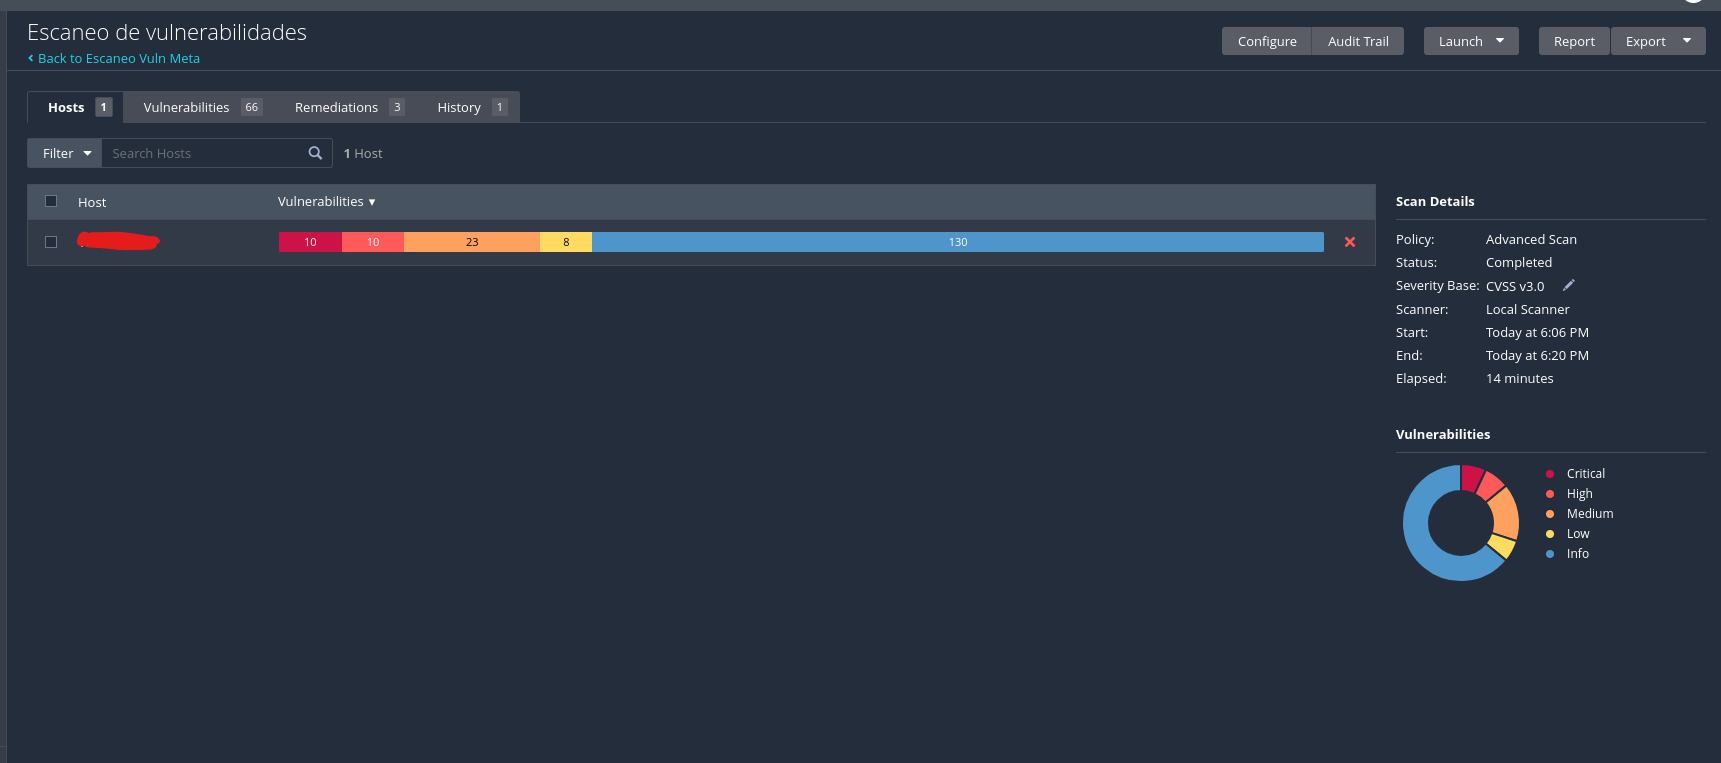 Escaneo de vulnerabilidades
Back to Escaneo Vuln Meta
Configure Audit Trail Launch Report Export
Hosts 1 Vulnerabilities 66 Remediations 3 History 1
Filter Search Hosts 1 Host
Host Vulnerabilities
10 10 23 8 130
Scan Details
Policy: Advanced Scan
Status: Completed
Severity Base: CVSS v3.0
Scanner: Local Scanner
Start: Today at 6:06 PM
End: Today at 6:20 PM
Elapsed: 14 minutes
Vulnerabilities
Critical
High
Medium
Low
Info